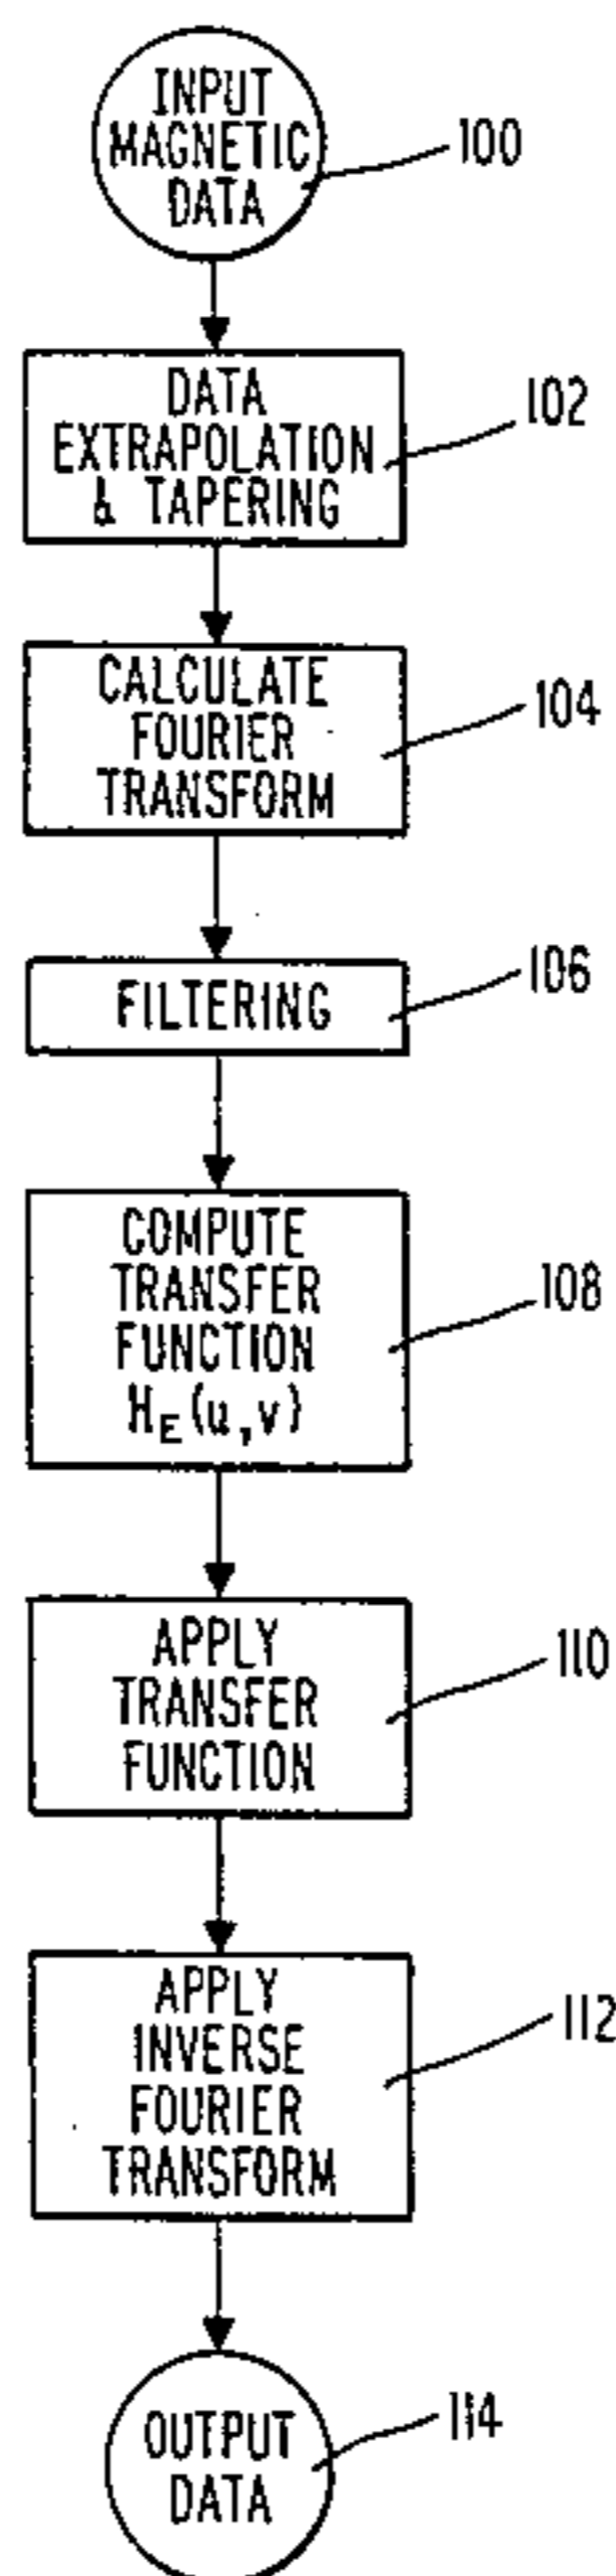 INPUT
MAGNETIC
DATA
100
DATA
EXTRAPOLATION
& TAPERING
102
CALCULATE
FOURIER
TRANSFORM
104
FILTERING
106
COMPUTE
TRANSFER
FUNCTION
H_E(u,v)
108
APPLY
TRANSFER
FUNCTION
110
APPLY
INVERSE
FOURIER
TRANSFORM
112
OUTPUT
DATA
114